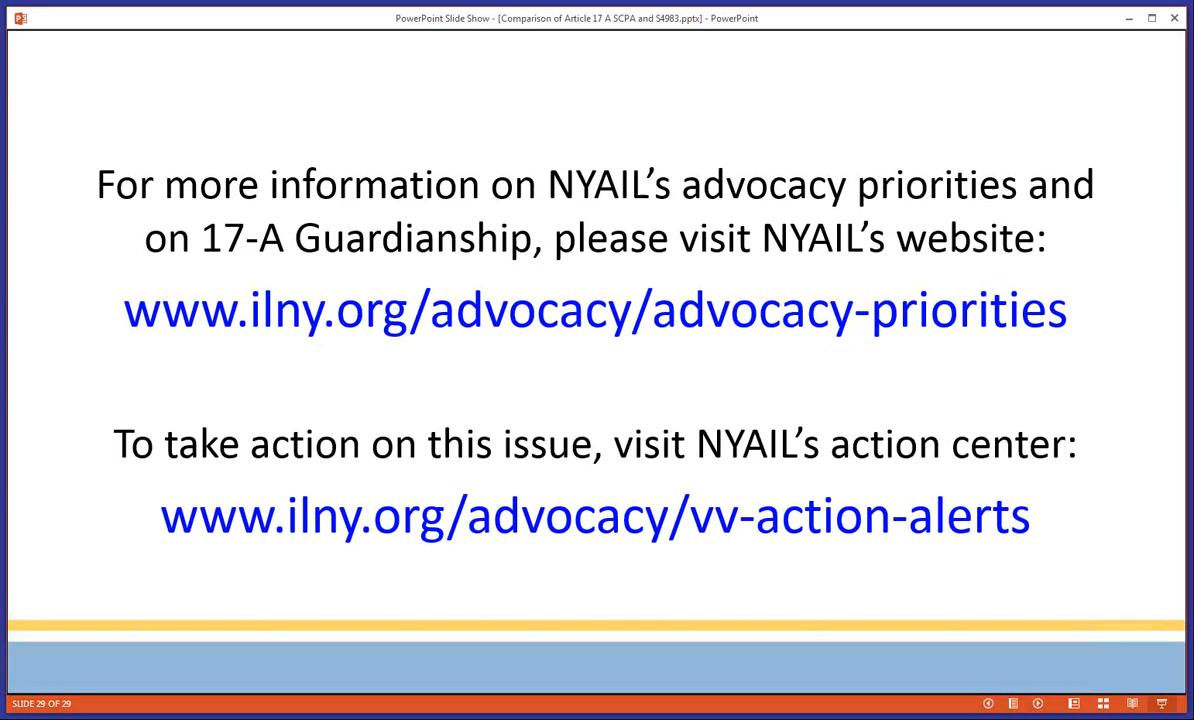 PowerPoint Slide Show - [Comparison of Article 17 A SCPA and S4983.pptx] - PowerPoint
For more information on NYAIL’s advocacy priorities and
on 17-A Guardianship, please visit NYAIL’s website:
www.ilny.org/advocacy/advocacy-priorities
To take action on this issue, visit NYAIL’s action center:
www.ilny.org/advocacy/vv-action-alerts
SLIDE 29 OF 29